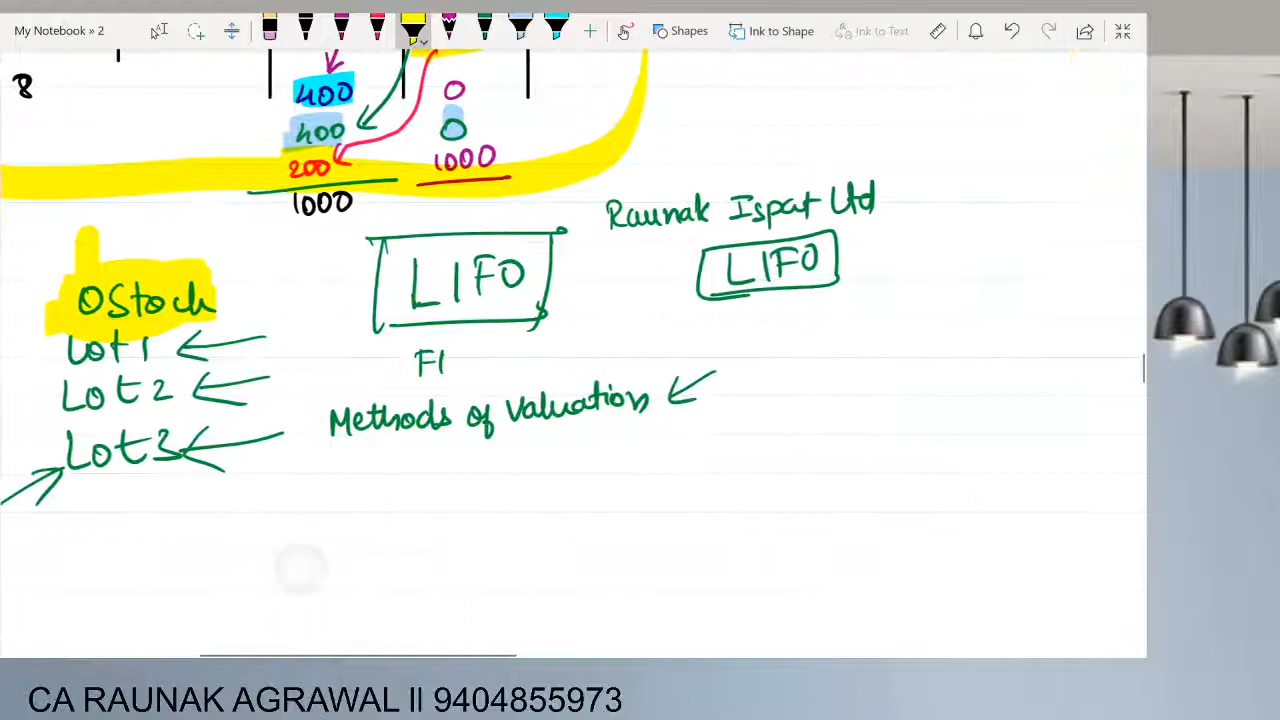 My Notebook » 2
Shapes
Ink to Shape
Ink to Text
8
400 0
400 0
200 1000
1000
Raunak Ispat Ltd
LIFO
LIFO
OStock
Lot 1
Lot 2
Lot 3
FI
Methods of Valuation
CA RAUNAK AGRAWAL II 9404855973